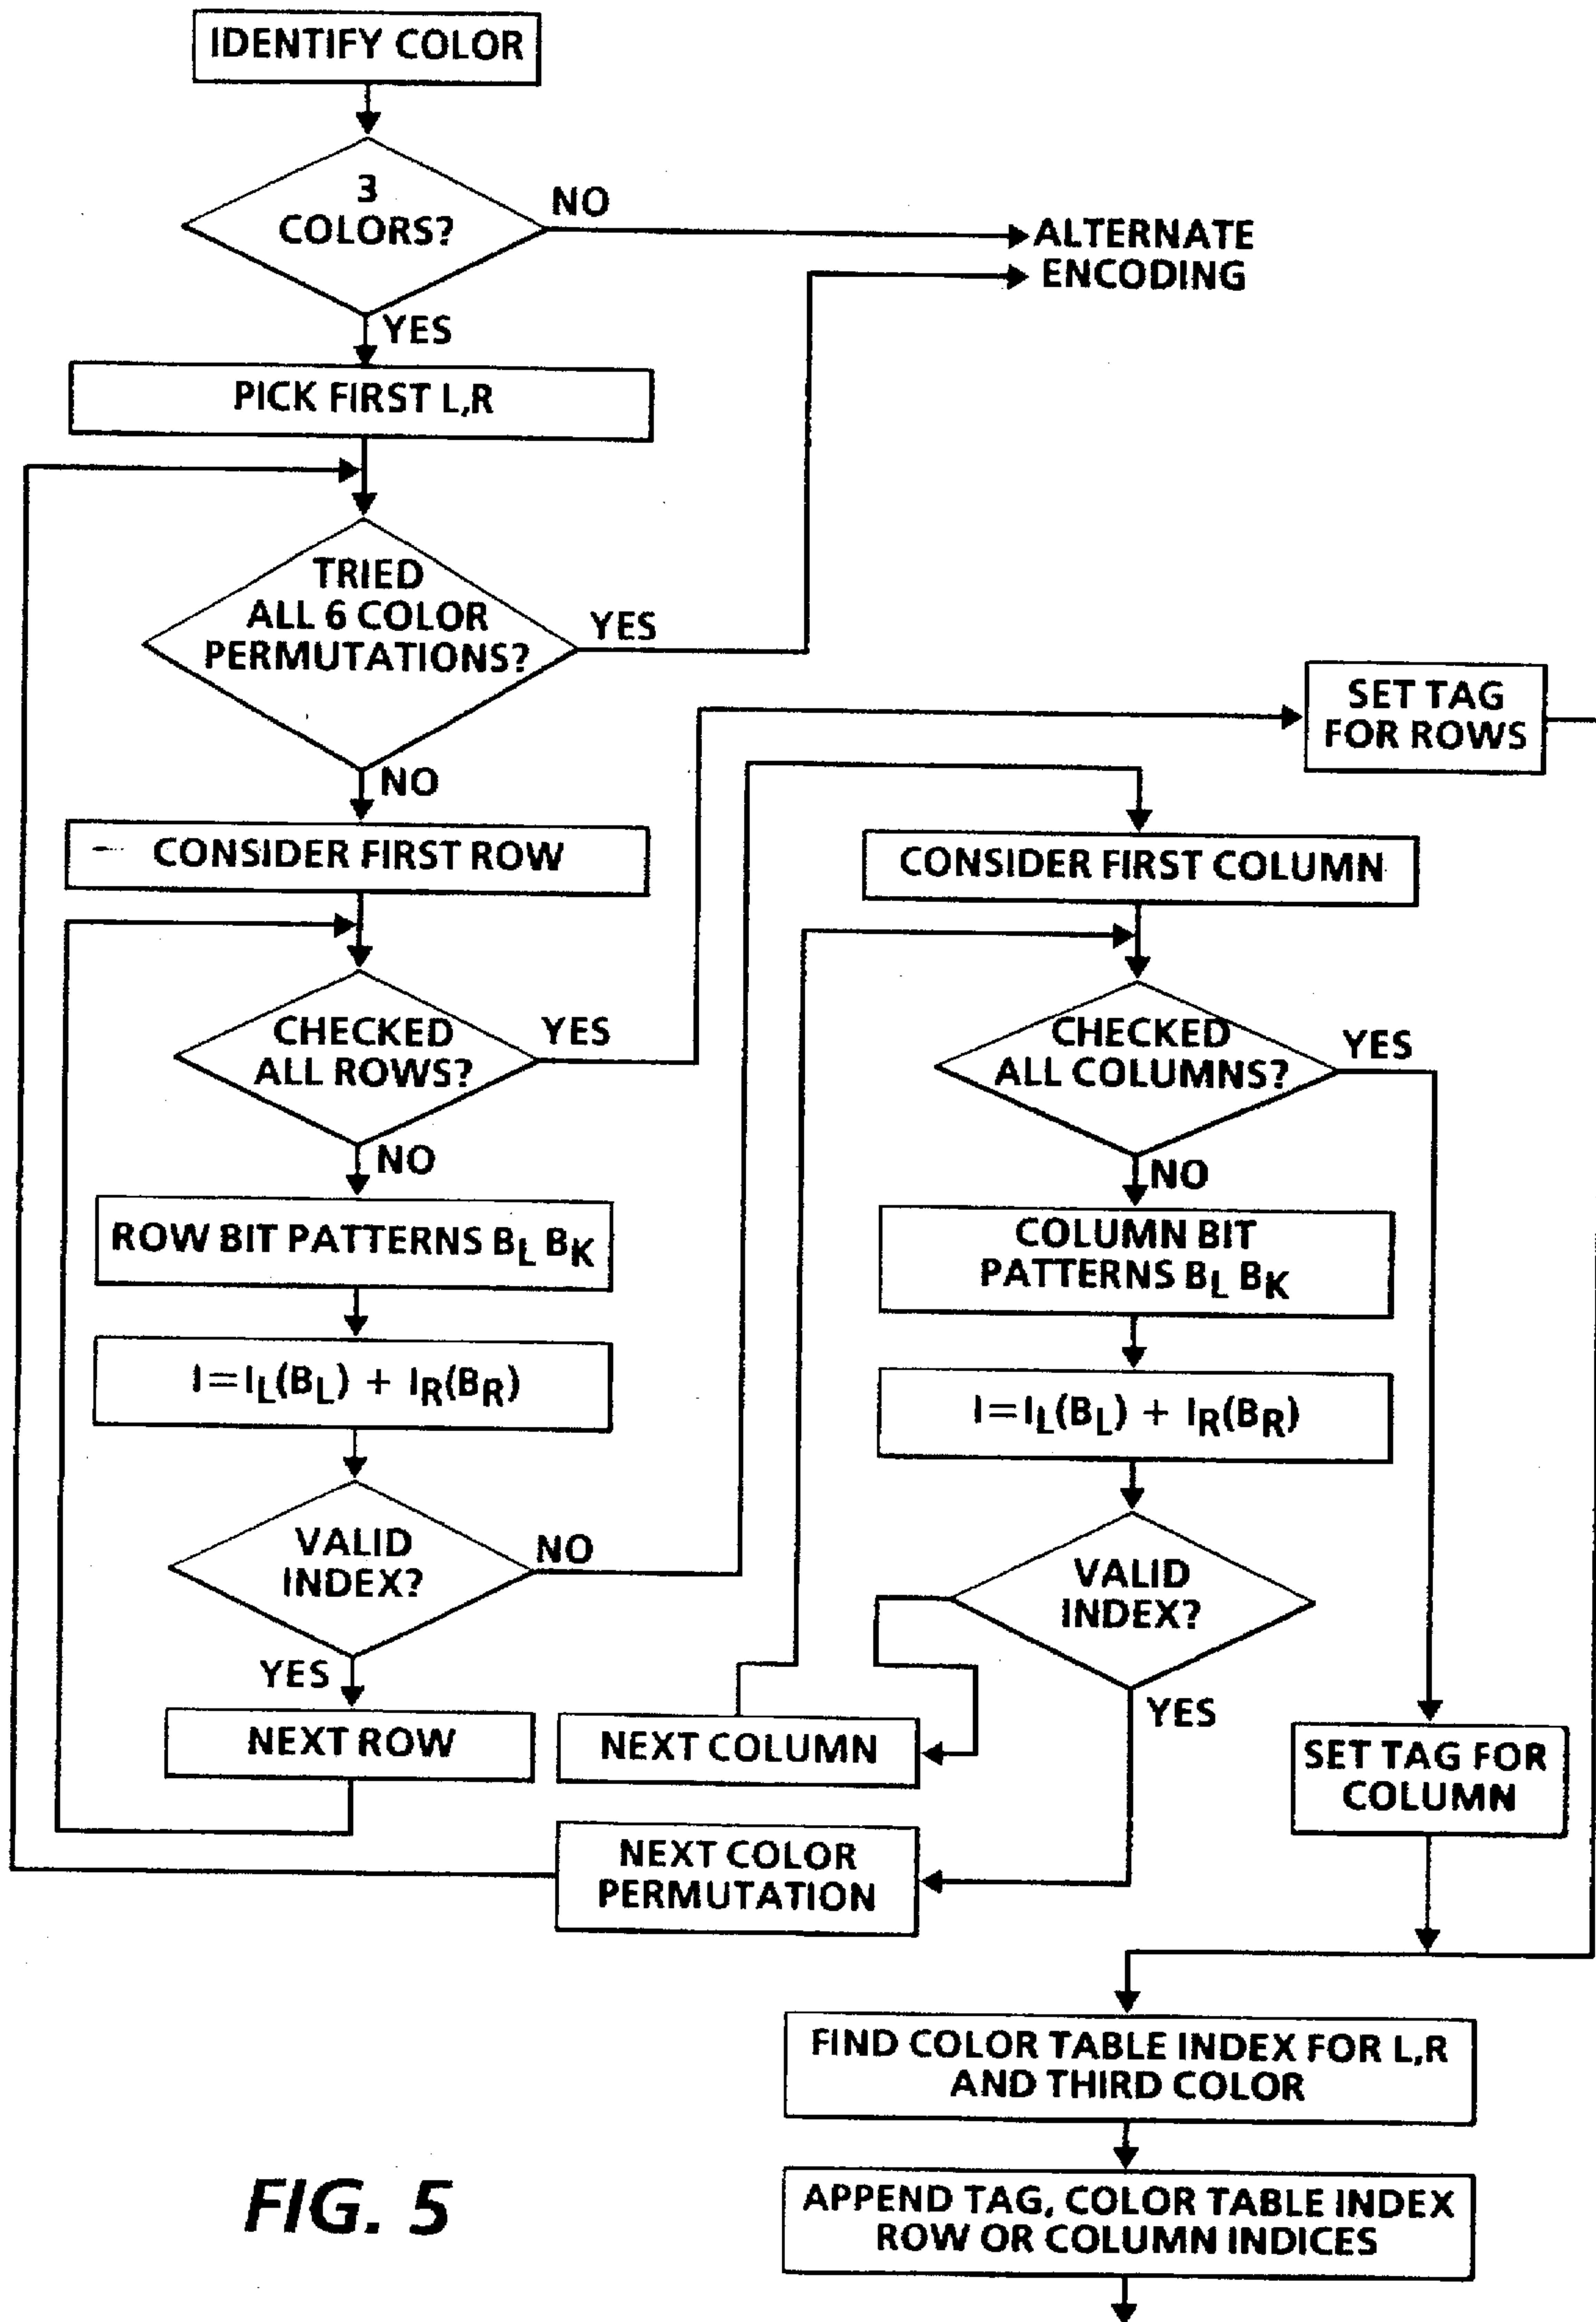 IDENTIFY COLOR
3
COLORS?
NO
ALTERNATE
ENCODING
YES
PICK FIRST L,R
TRIED
ALL 6 COLOR
PERMUTATIONS?
YES
NO
SET TAG
FOR ROWS
CONSIDER FIRST ROW
CONSIDER FIRST COLUMN
CHECKED
ALL ROWS?
YES
NO
CHECKED
ALL COLUMNS?
YES
NO
ROW BIT PATTERNS BL BK
COLUMN BIT
PATTERNS BL BK
I=IL(BL) + IR(BR)
I=IL(BL) + IR(BR)
VALID
INDEX?
NO
YES
VALID
INDEX?
YES
NEXT ROW
NEXT COLUMN
SET TAG FOR
COLUMN
NEXT COLOR
PERMUTATION
FIND COLOR TABLE INDEX FOR L,R
AND THIRD COLOR
APPEND TAG, COLOR TABLE INDEX
ROW OR COLUMN INDICES
FIG. 5